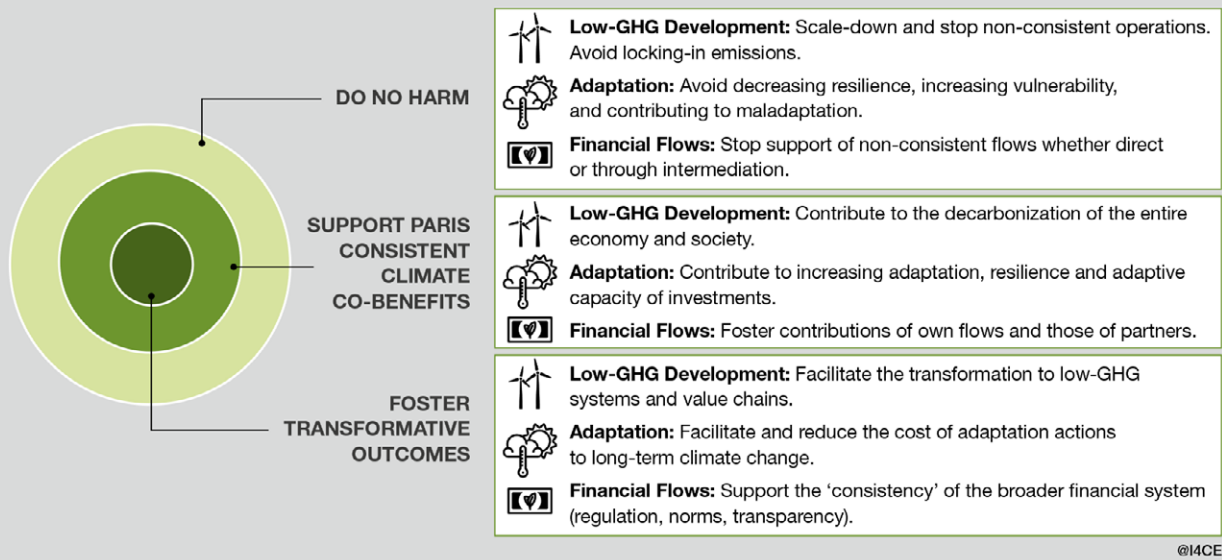 DO NO HARM
Low-GHG Development: Scale-down and stop non-consistent operations.
Avoid locking-in emissions.
Adaptation: Avoid decreasing resilience, increasing vulnerability,
and contributing to maladaptation.
Financial Flows: Stop support of non-consistent flows whether direct
or through intermediation.
SUPPORT PARIS
CONSISTENT
CLIMATE
CO-BENEFITS
Low-GHG Development: Contribute to the decarbonization of the entire
economy and society.
Adaptation: Contribute to increasing adaptation, resilience and adaptive
capacity of investments.
Financial Flows: Foster contributions of own flows and those of partners.
FOSTER
TRANSFORMATIVE
OUTCOMES
Low-GHG Development: Facilitate the transformation to low-GHG
systems and value chains.
Adaptation: Facilitate and reduce the cost of adaptation actions
to long-term climate change.
Financial Flows: Support the ‘consistency’ of the broader financial system
(regulation, norms, transparency).
@I4CE